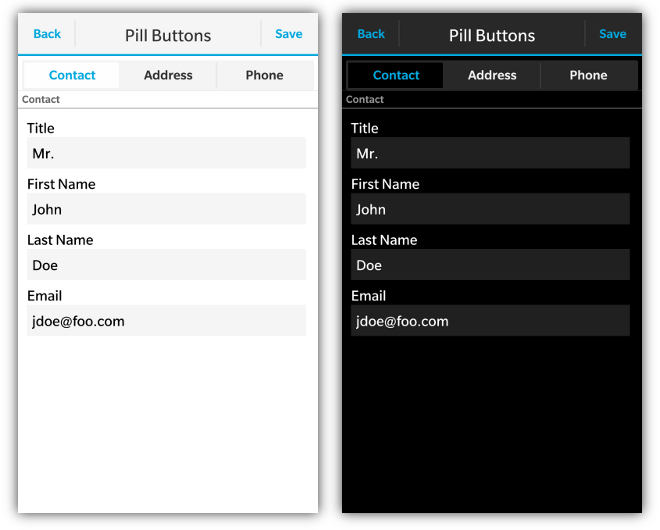 Back Pill Buttons Save
Contact Address Phone
Contact
Title
Mr.
First Name
John
Last Name
Doe
Email
jdoe@foo.com
Back Pill Buttons Save
Contact Address Phone
Contact
Title
Mr.
First Name
John
Last Name
Doe
Email
jdoe@foo.com